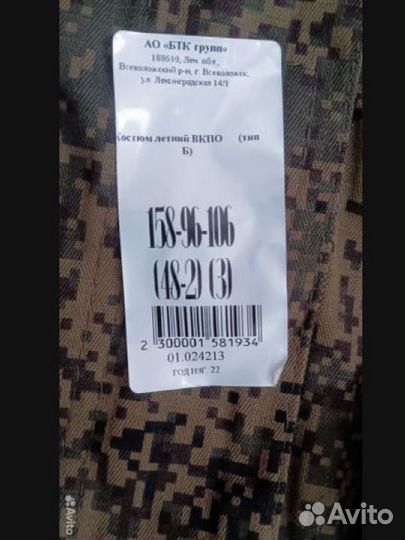 АО «БТК групп»
188640, Лен. обл.,
Всеволожский р-н, г. Всеволожск,
ул. Ленинградская 14/1
Костюм летний ВКПО (тип
Б)
158-96-106
(48-2) (3)
2 300001 581934
01.024213
ГОД ИЗГ. 22
Avito
Avito